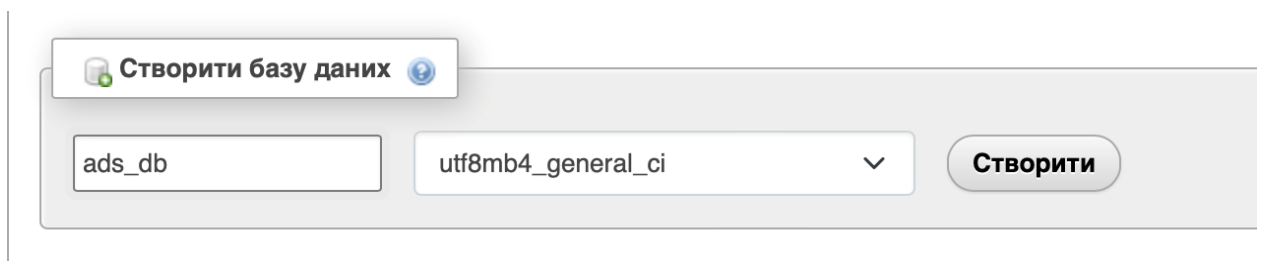 Створити базу даних
ads_db utf8mb4_general_ci Створити